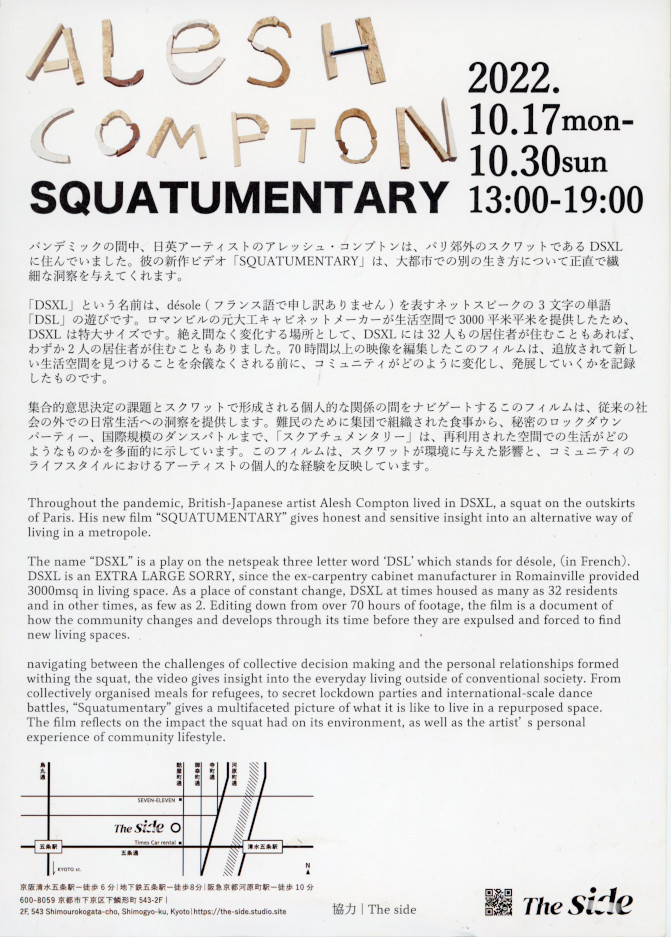 ALeSH
COMPTON
SQUATUMENTARY
2022.
10.17mon-
10.30sun
13:00-19:00
パンデミックの間中、日英アーティストのアレッシュ・コンプトンは、パリ郊外のスクワットである DSXL
に住んでいました。彼の新作ビデオ「SQUATUMENTARY」は、大都市での別の生き方について正直で繊
細な洞察を与えてくれます。
「DSXL」という名前は、désole ( フランス語で申し訳ありません ) を表すネットスピークの 3 文字の単語
「DSL」の遊びです。ロマンビルの元大工キャビネットメーカーが生活空間で 3000 平米平米を提供したため、
DSXL は特大サイズです。絶え間なく変化する場所として、DSXL には 32 人もの居住者が住むこともあれば、
わずか 2 人の居住者が住むこともありました。70 時間以上の映像を編集したこのフィルムは、追放されて新し
い生活空間を見つけることを余儀なくされる前に、コミュニティがどのように変化し、発展していくかを記録
したものです。
集合的意思決定の課題とスクワットで形成される個人的な関係の間をナビゲートするこのフィルムは、従来の社
会の外での日常生活への洞察を提供します。難民のために集団で組織された食事から、秘密のロックダウン
パーティー、国際規模のダンスバトルまで、「スクアチュメンタリー」は、再利用された空間での生活がどの
ようなものかを多面的に示しています。このフィルムは、スクワットが環境に与えた影響と、コミュニティの
ライフスタイルにおけるアーティストの個人的な経験を反映しています。
Throughout the pandemic, British-Japanese artist Alesh Compton lived in DSXL, a squat on the outskirts
of Paris. His new film “SQUATUMENTARY” gives honest and sensitive insight into an alternative way of
living in a metropole.
The name “DSXL” is a play on the netspeak three letter word ‘DSL’ which stands for désole, (in French).
DSXL is an EXTRA LARGE SORRY, since the ex-carpentry cabinet manufacturer in Romainville provided
3000msq in living space. As a place of constant change, DSXL at times housed as many as 32 residents
and in other times, as few as 2. Editing down from over 70 hours of footage, the film is a document of
how the community changes and develops through its time before they are expulsed and forced to find
new living spaces.
navigating between the challenges of collective decision making and the personal relationships formed
withing the squat, the video gives insight into the everyday living outside of conventional society. From
collectively organised meals for refugees, to secret lockdown parties and international-scale dance
battles, “Squatumentary” gives a multifaceted picture of what it is like to live in a repurposed space.
The film reflects on the impact the squat had on its environment, as well as the artist’ s personal
experience of community lifestyle.
烏丸通
麩屋町通
御幸町通
寺町通
河原町通
SEVEN-ELEVEN
The side
Times Car rental
五条駅
五条通
清水五条駅
KYOTO st.
N
京阪清水五条駅ー徒歩 6 分|地下鉄五条駅ー徒歩8分|阪急京都河原町駅ー徒歩 10 分
600-8059 京都市下京区下鱗形町 543-2F |
2F, 543 Shimourokogata-cho, Shimogyo-ku, Kyoto|https://the-side.studio.site
協力 | The side
The side